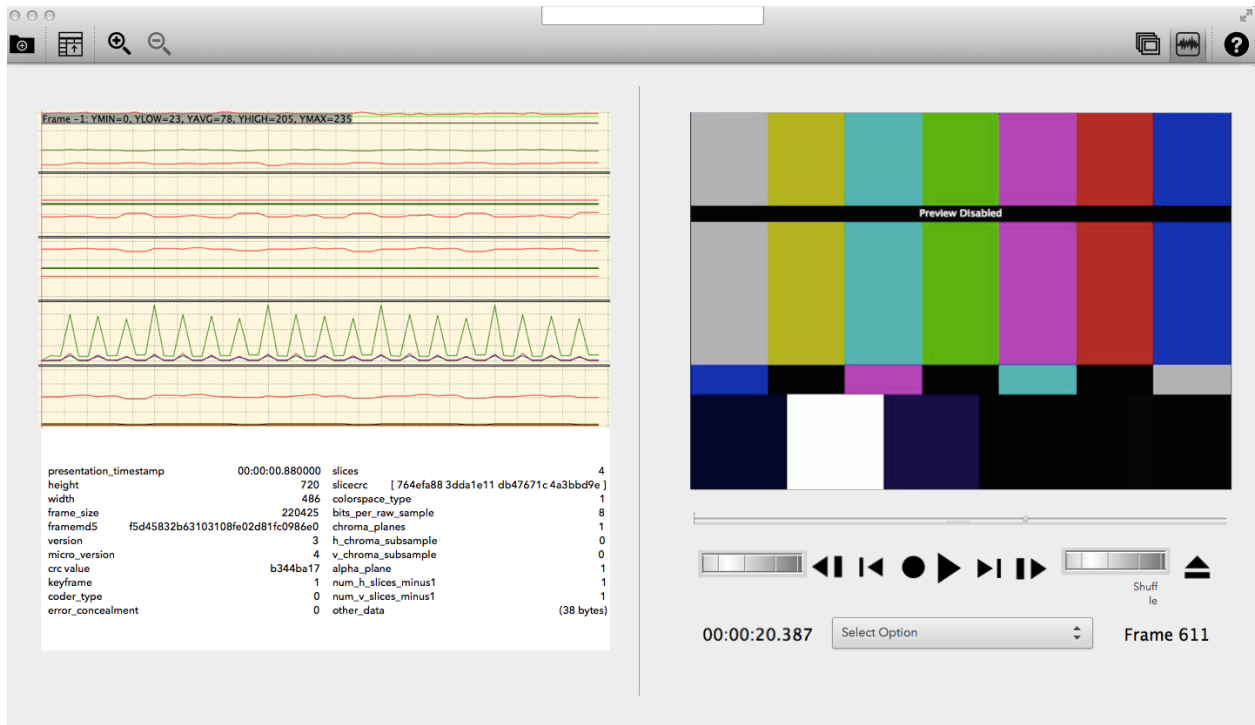 Frame -1: YMIN=0, YLOW=23, YAVG=78, YHIGH=205, YMAX=235
presentation_timestamp 00:00:00.880000
height 720
width 486
frame_size 220425
framemd5 f5d45832b63103108fe02d81fc0986e0
version 3
micro_version 4
crc value b344ba17
keyframe 1
coder_type 0
error_concealment 0
slices 4
slicecrc [ 764efa88 3dda1e11 db47671c 4a3bbd9e ]
colorspace_type 1
bits_per_raw_sample 8
chroma_planes 1
h_chroma_subsample 0
v_chroma_subsample 0
alpha_plane 1
num_h_slices_minus1 1
num_v_slices_minus1 1
other_data (38 bytes)
Preview Disabled
Shuff
le
00:00:20.387
Select Option
Frame 611